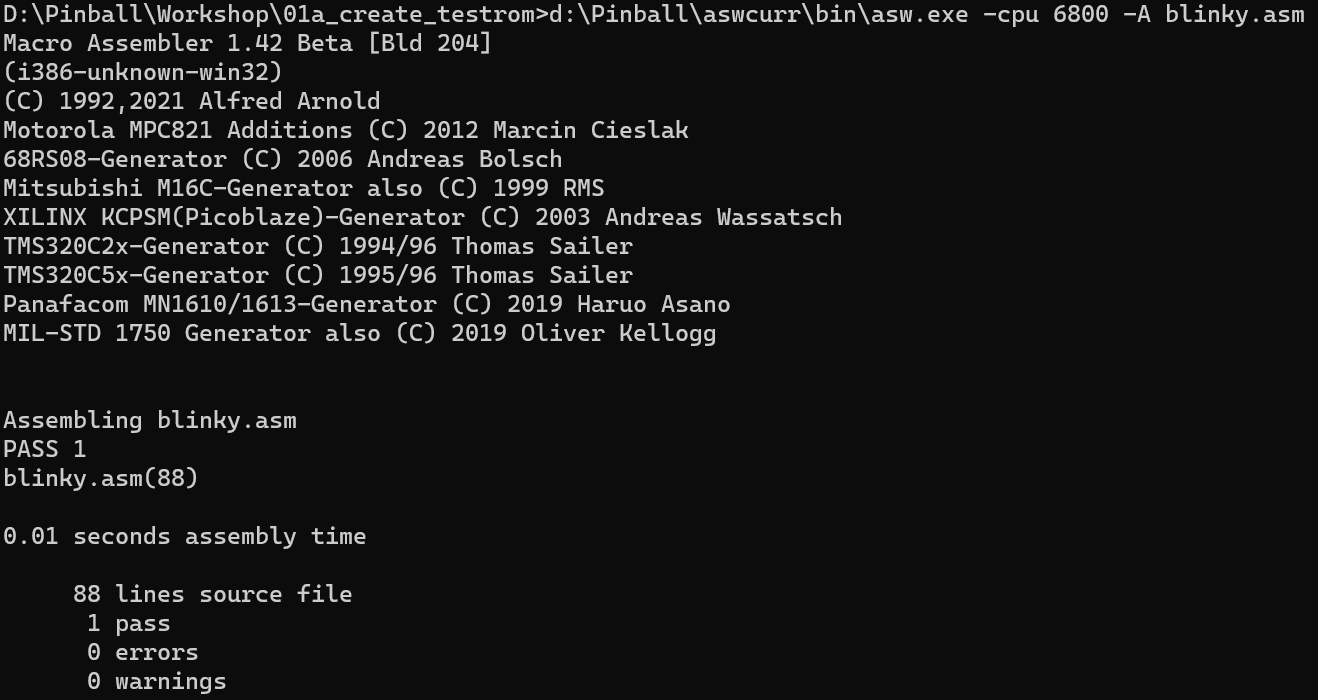 D:\Pinball\Workshop\01a_create_testrom>d:\Pinball\aswcurr\bin\asw.exe -cpu 6800 -A blinky.asm
Macro Assembler 1.42 Beta [Bld 204]
(i386-unknown-win32)
(C) 1992,2021 Alfred Arnold
Motorola MPC821 Additions (C) 2012 Marcin Cieslak
68RS08-Generator (C) 2006 Andreas Bolsch
Mitsubishi M16C-Generator also (C) 1999 RMS
XILINX KCPSM(Picoblaze)-Generator (C) 2003 Andreas Wassatsch
TMS320C2x-Generator (C) 1994/96 Thomas Sailer
TMS320C5x-Generator (C) 1995/96 Thomas Sailer
Panafacom MN1610/1613-Generator (C) 2019 Haruo Asano
MIL-STD 1750 Generator also (C) 2019 Oliver Kellogg
Assembling blinky.asm
PASS 1
blinky.asm(88)
0.01 seconds assembly time
88 lines source file
1 pass
0 errors
0 warnings